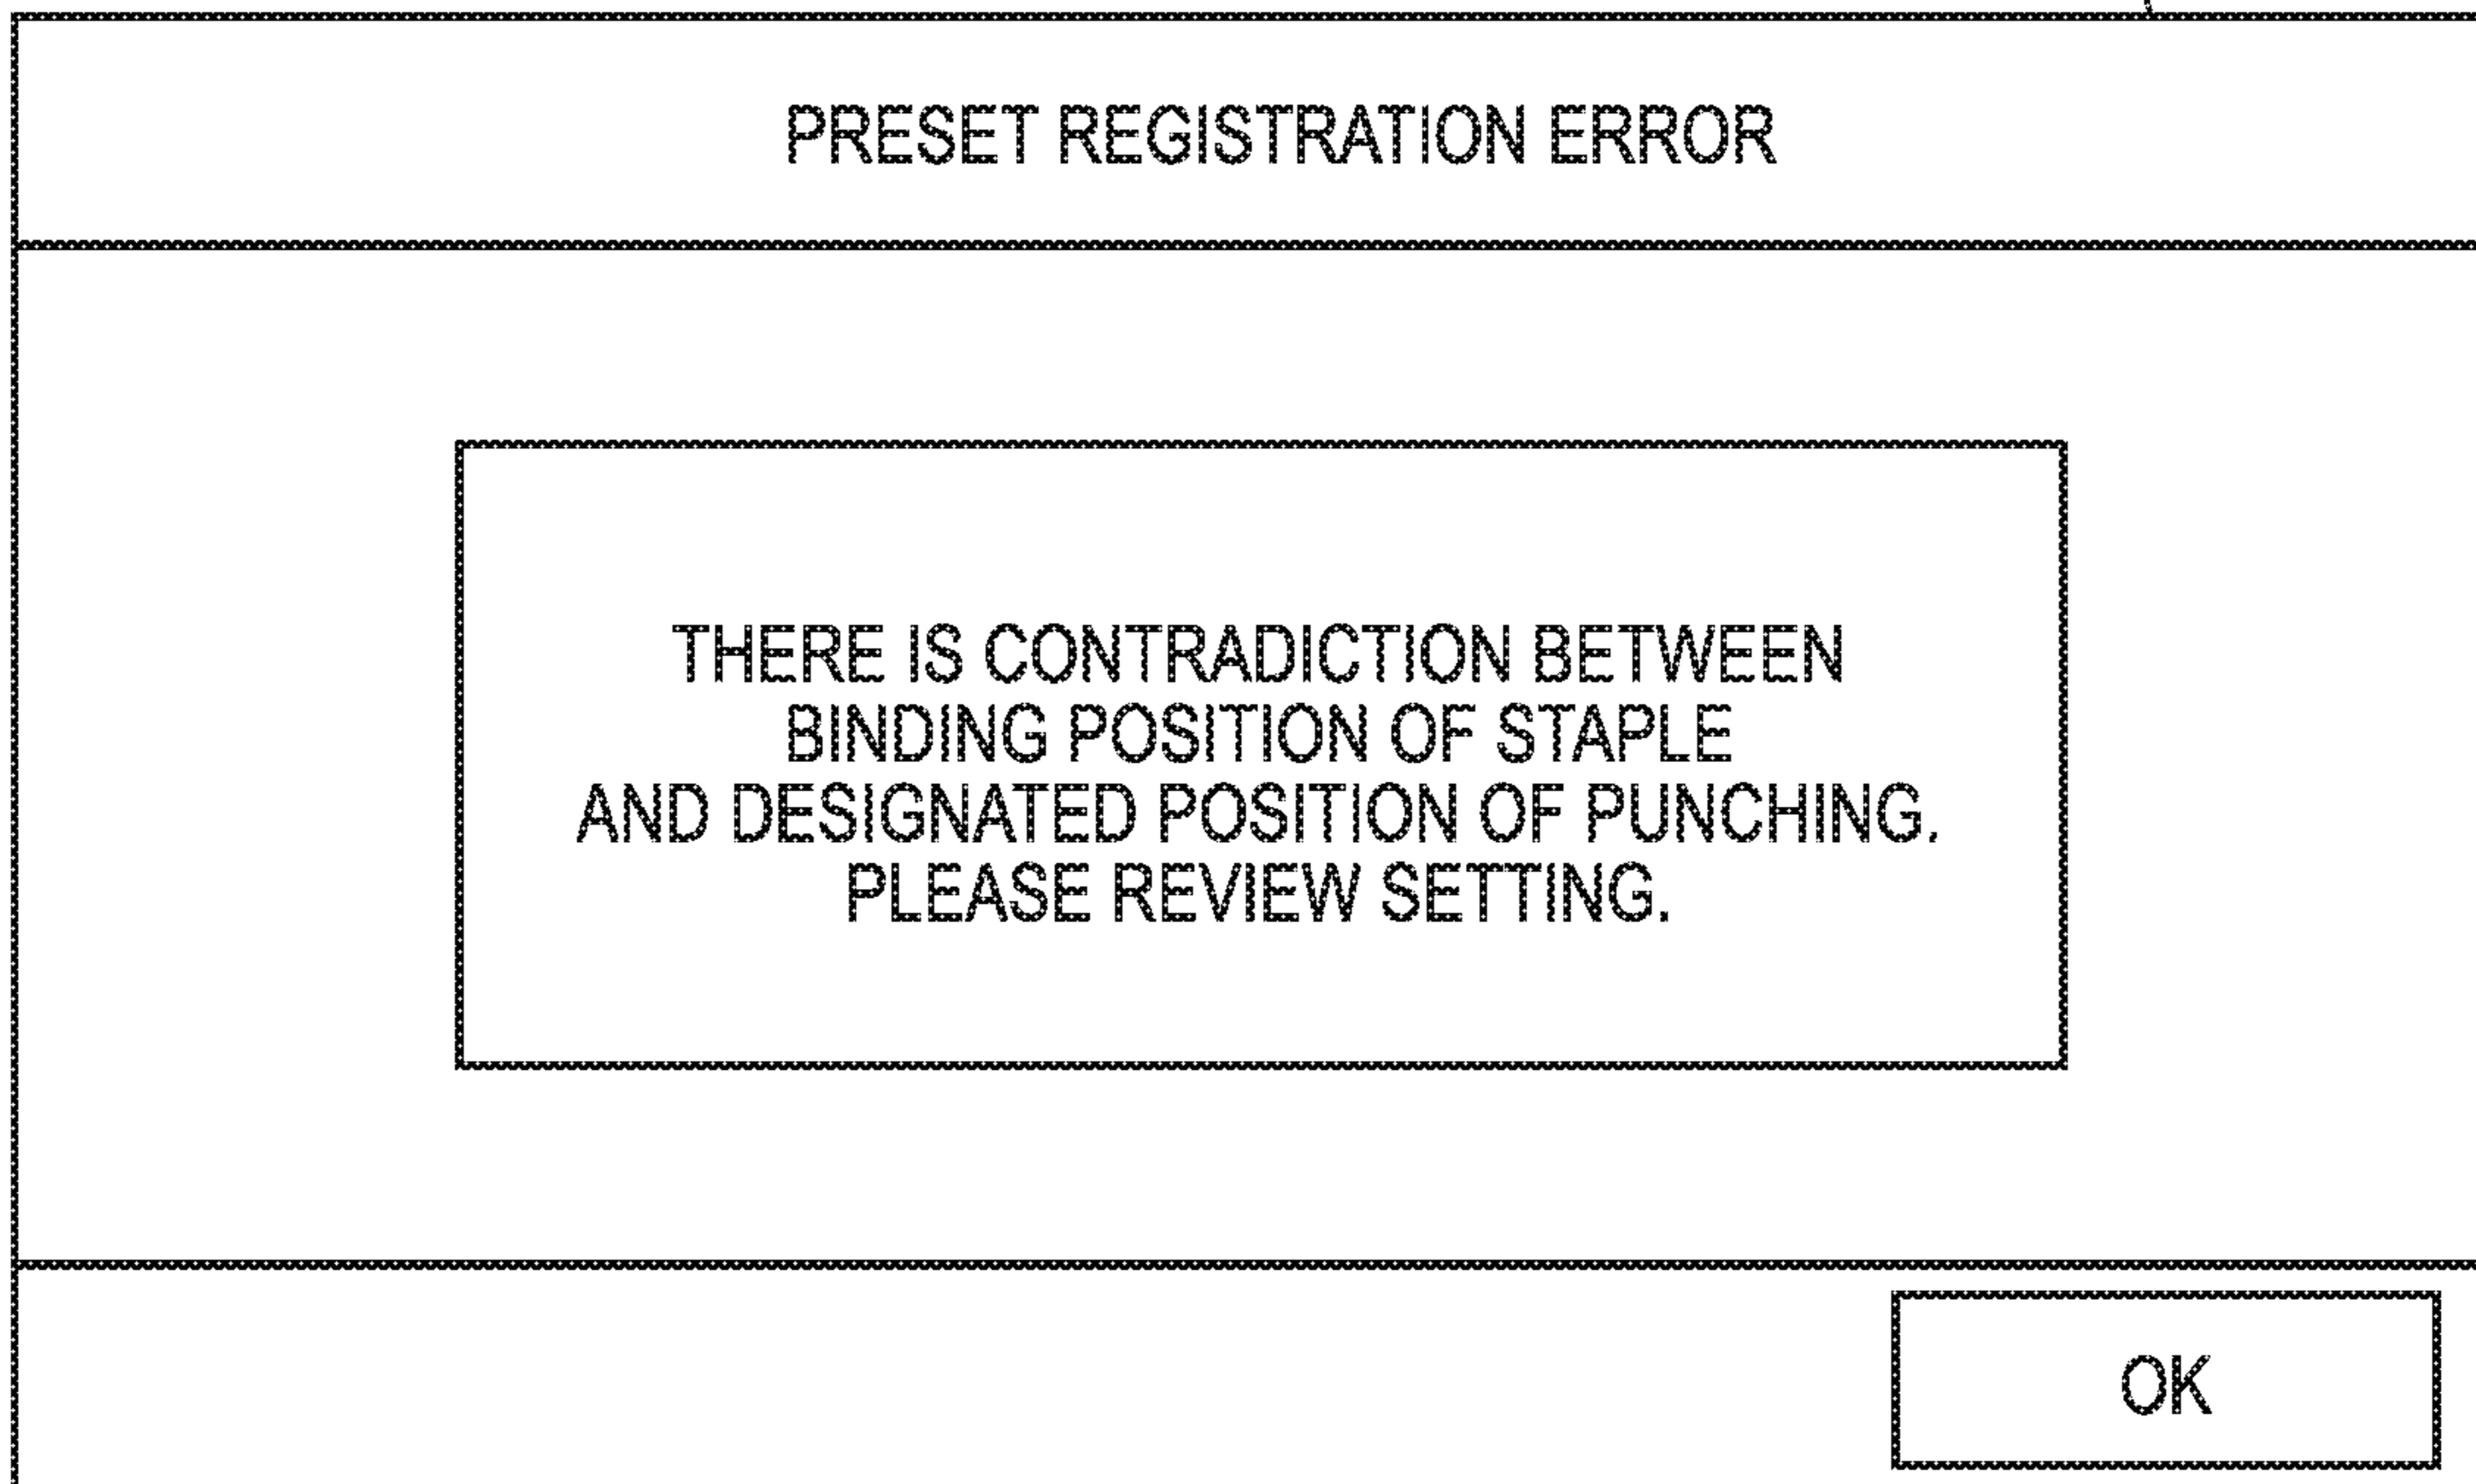 PRESET REGISTRATION ERROR
THERE IS CONTRADICTION BETWEEN
BINDING POSITION OF STAPLE
AND DESIGNATED POSITION OF PUNCHING.
PLEASE REVIEW SETTING.
OK